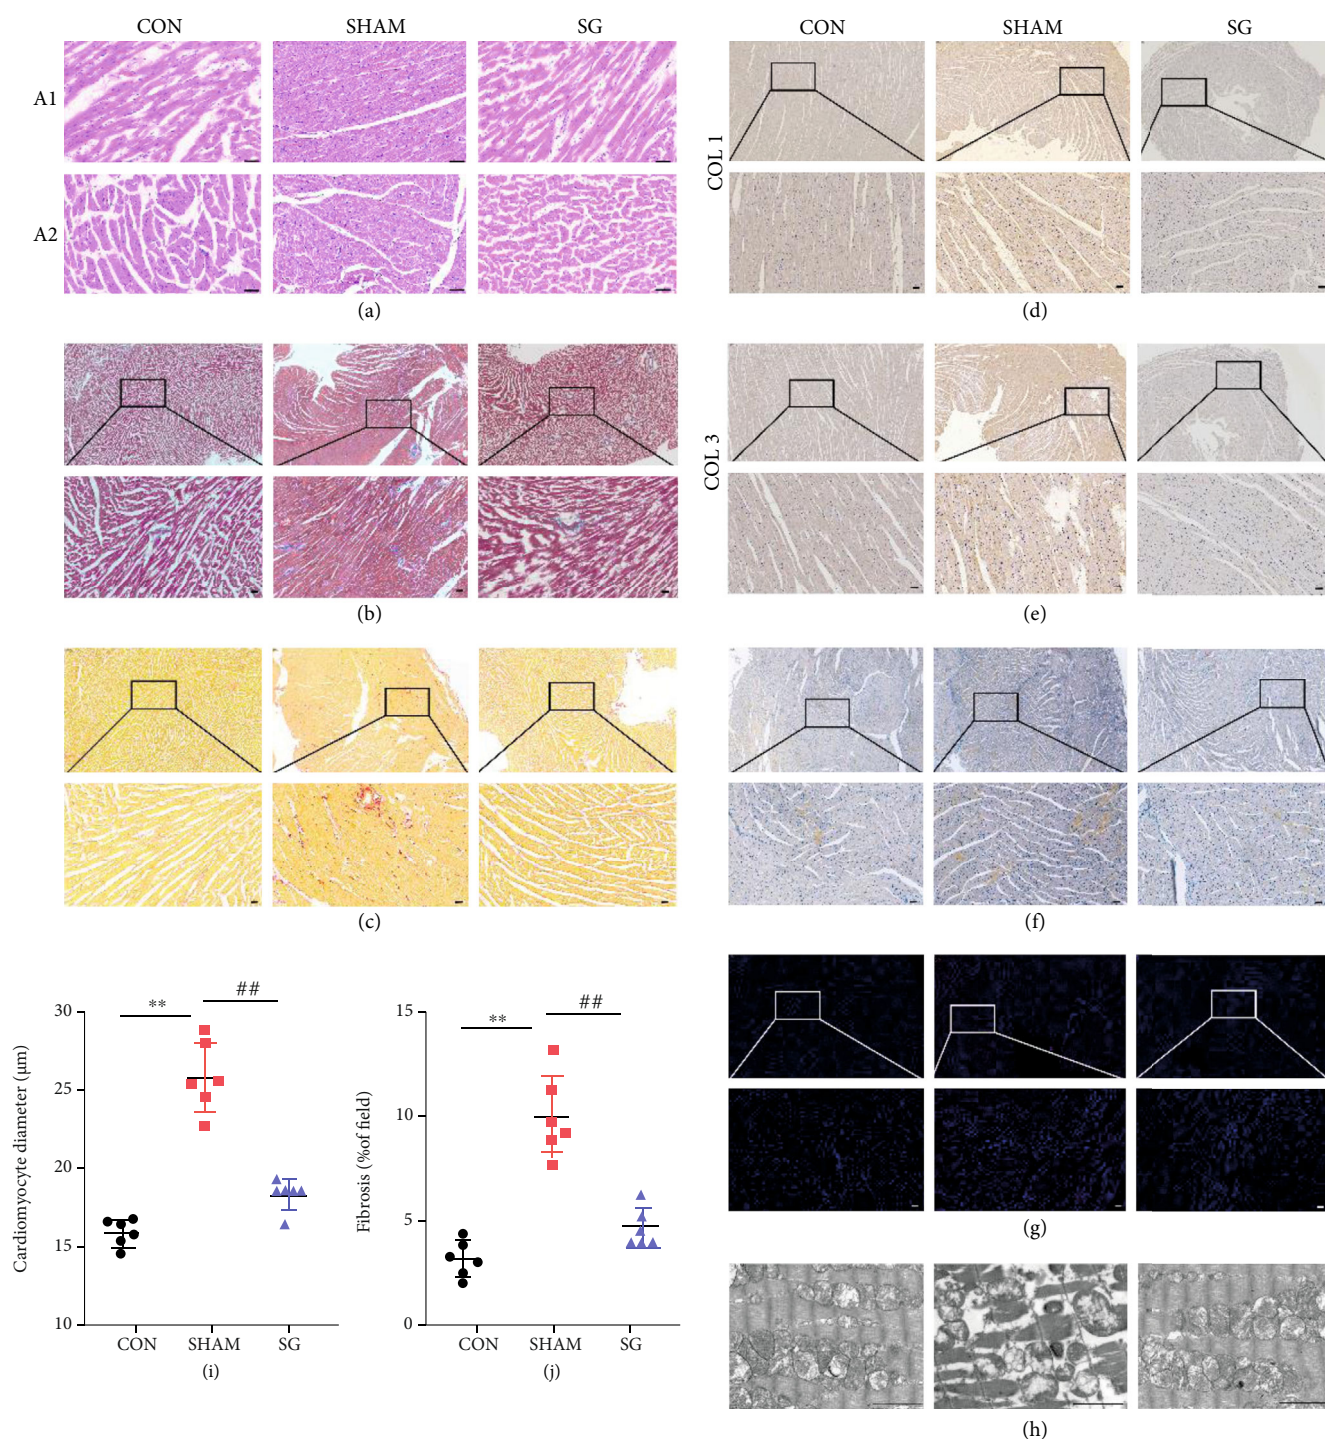 CON SHAM SG
A1
A2
(a)
(b)
(c)
CON SHAM SG
COL 1
(d)
COL 3
(e)
(f)
(g)
(h)
**
##
30
25
20
15
10
Cardiomyocyte diameter (μm)
CON SHAM SG
(i)
**
##
15
10
5
0
Fibrosis (%of field)
CON SHAM SG
(j)